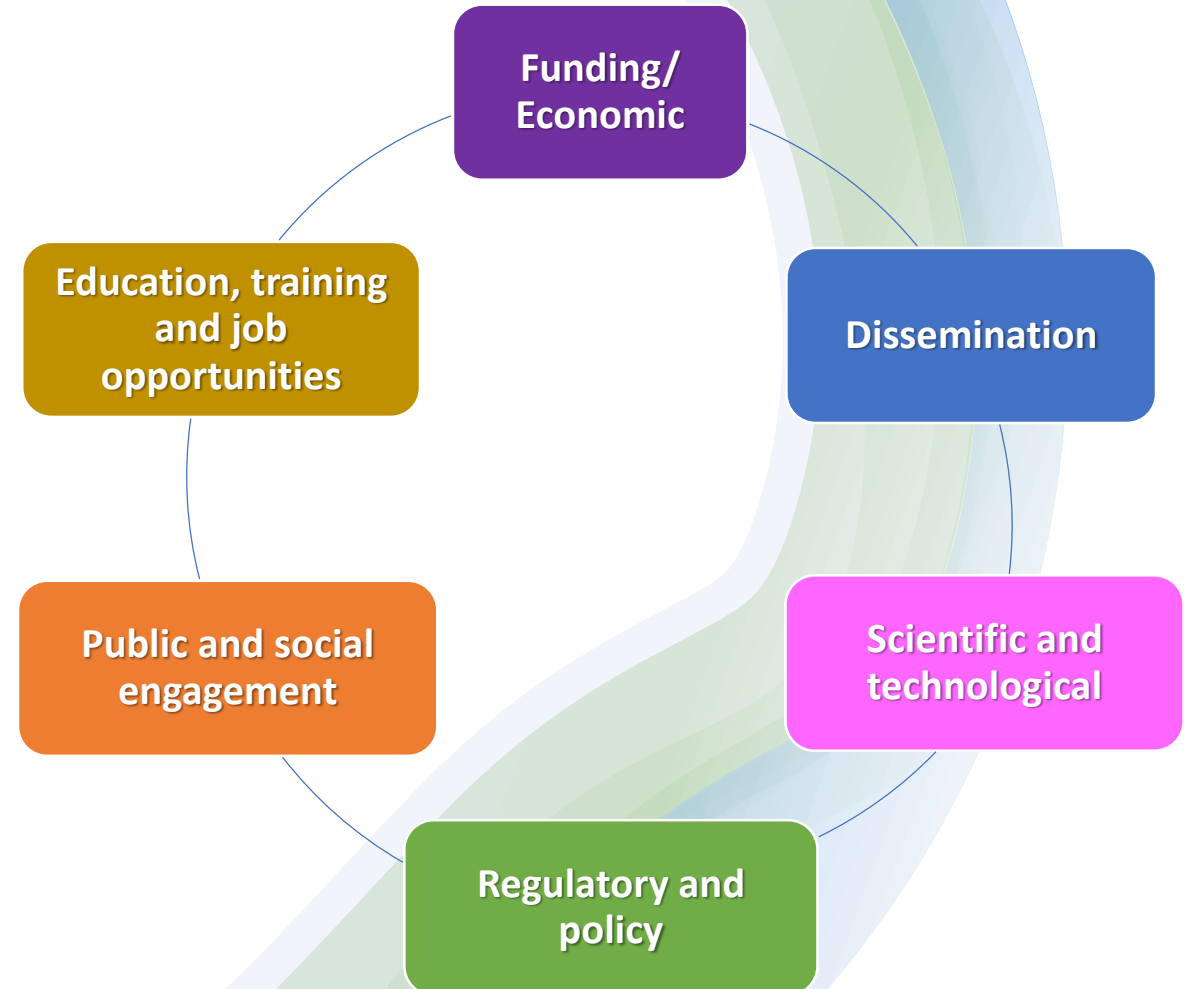 Funding/
Economic
Dissemination
Scientific and
technological
Regulatory and
policy
Public and social
engagement
Education, training
and job
opportunities